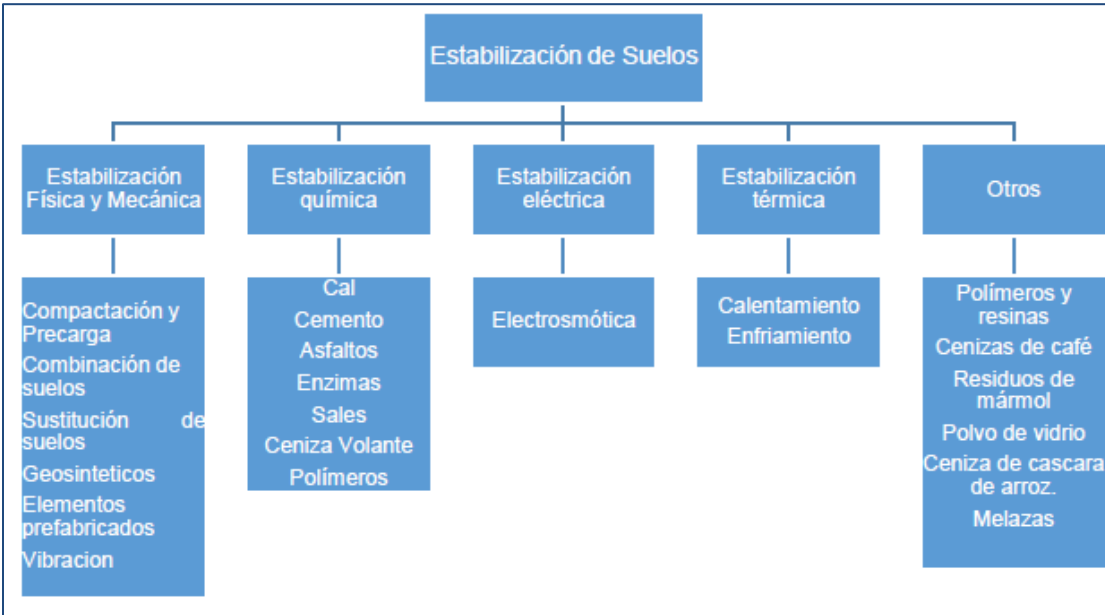 Estabilización de Suelos
Estabilización
Física y Mecánica
Estabilización
química
Estabilización
eléctrica
Estabilización
térmica
Otros
Compactación y
Precarga
Combinación de
suelos
Sustitución de
suelos
Geosinteticos
Elementos
prefabricados
Vibracion
Cal
Cemento
Asfaltos
Enzimas
Sales
Ceniza Volante
Polímeros
Electrosmótica
Calentamiento
Enfriamiento
Polímeros y
resinas
Cenizas de café
Residuos de
mármol
Polvo de vidrio
Ceniza de cascara
de arroz.
Melazas